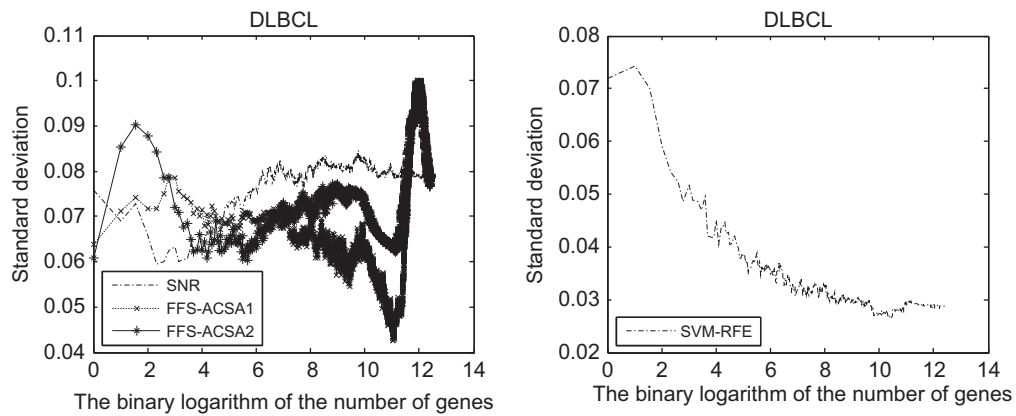 DLBCL
0.11
0.1
0.09
0.08
0.07
0.06
0.05
0.04
Standard deviation
SNR
FFS-ACSA1
FFS-ACSA2
0 2 4 6 8 10 12 14
The binary logarithm of the number of genes
DLBCL
0.08
0.07
0.06
0.05
0.04
0.03
0.02
Standard deviation
SVM-RFE
0 2 4 6 8 10 12 14
The binary logarithm of the number of genes